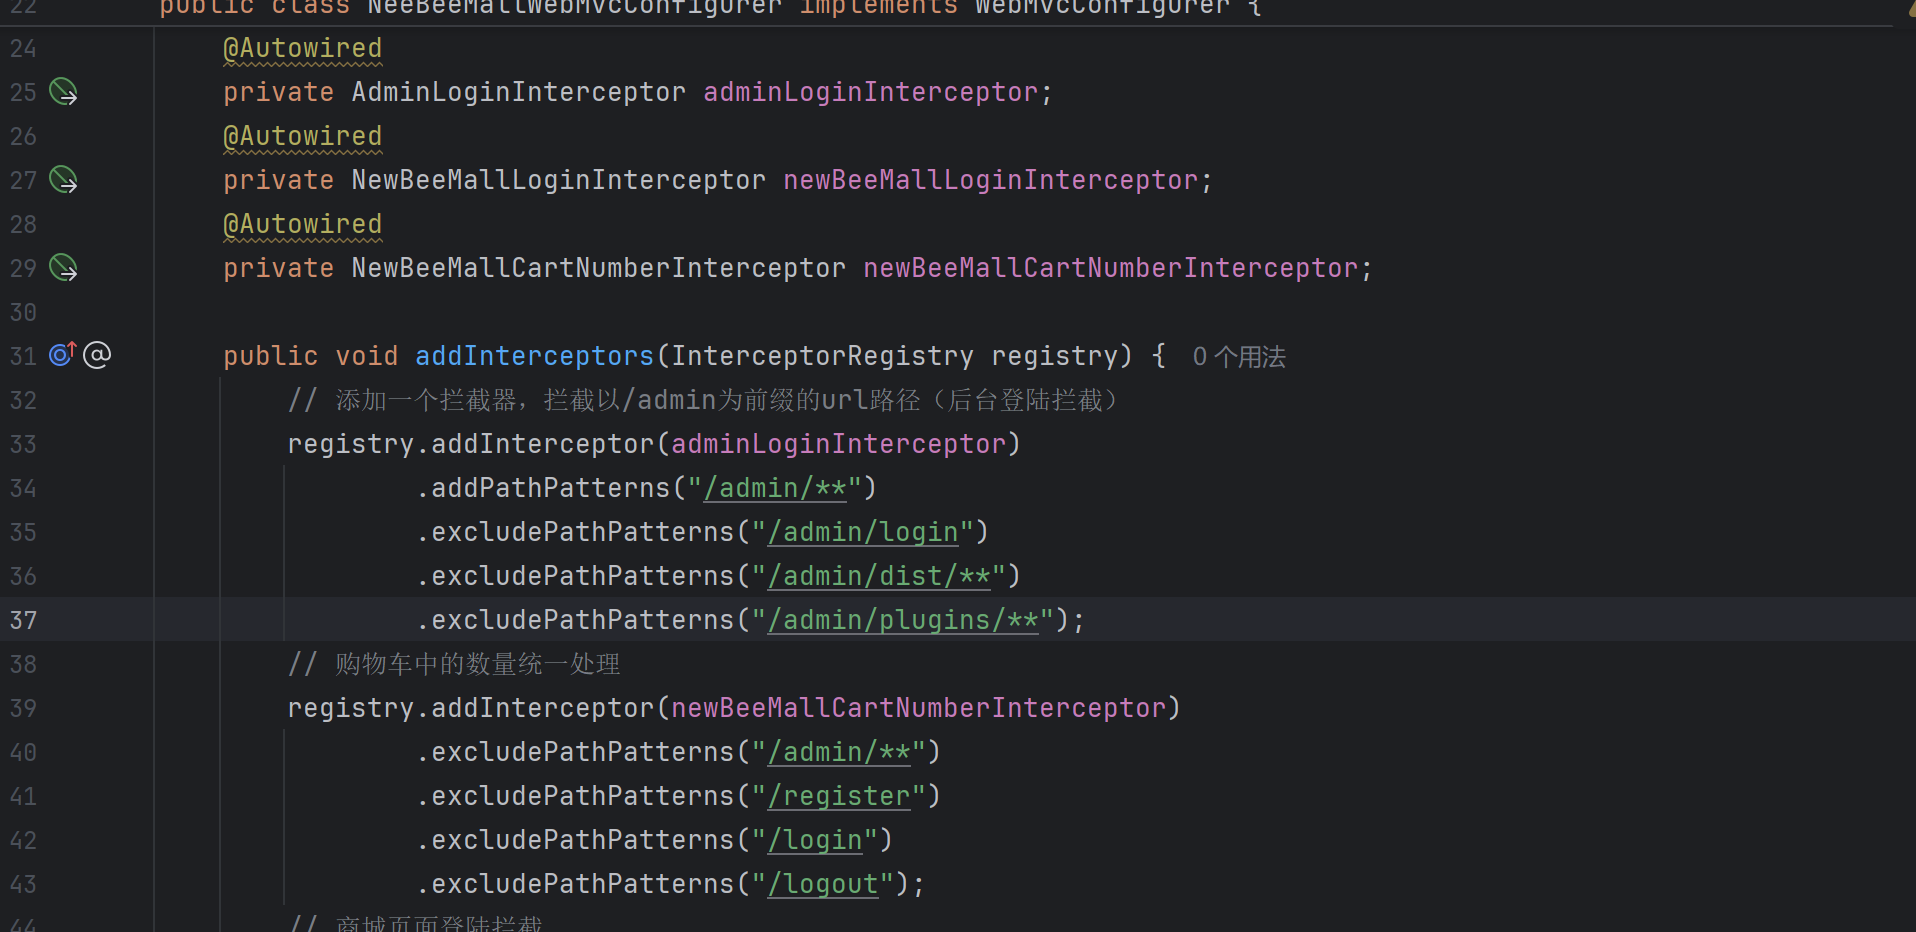 22 public class NeeBeeMallWebMvcConfigurer implements WebMvcConfigurer {
24 @Autowired
25 private AdminLoginInterceptor adminLoginInterceptor;
26 @Autowired
27 private NewBeeMallLoginInterceptor newBeeMallLoginInterceptor;
28 @Autowired
29 private NewBeeMallCartNumberInterceptor newBeeMallCartNumberInterceptor;
30
31 public void addInterceptors(InterceptorRegistry registry) { 0 个用法
32 // 添加一个拦截器，拦截以/admin为前缀的url路径（后台登陆拦截）
33 registry.addInterceptor(adminLoginInterceptor)
34 .addPathPatterns("/admin/**")
35 .excludePathPatterns("/admin/login")
36 .excludePathPatterns("/admin/dist/**")
37 .excludePathPatterns("/admin/plugins/**");
38 // 购物车中的数量统一处理
39 registry.addInterceptor(newBeeMallCartNumberInterceptor)
40 .excludePathPatterns("/admin/**")
41 .excludePathPatterns("/register")
42 .excludePathPatterns("/login")
43 .excludePathPatterns("/logout");
44 // 商城页面登陆拦截